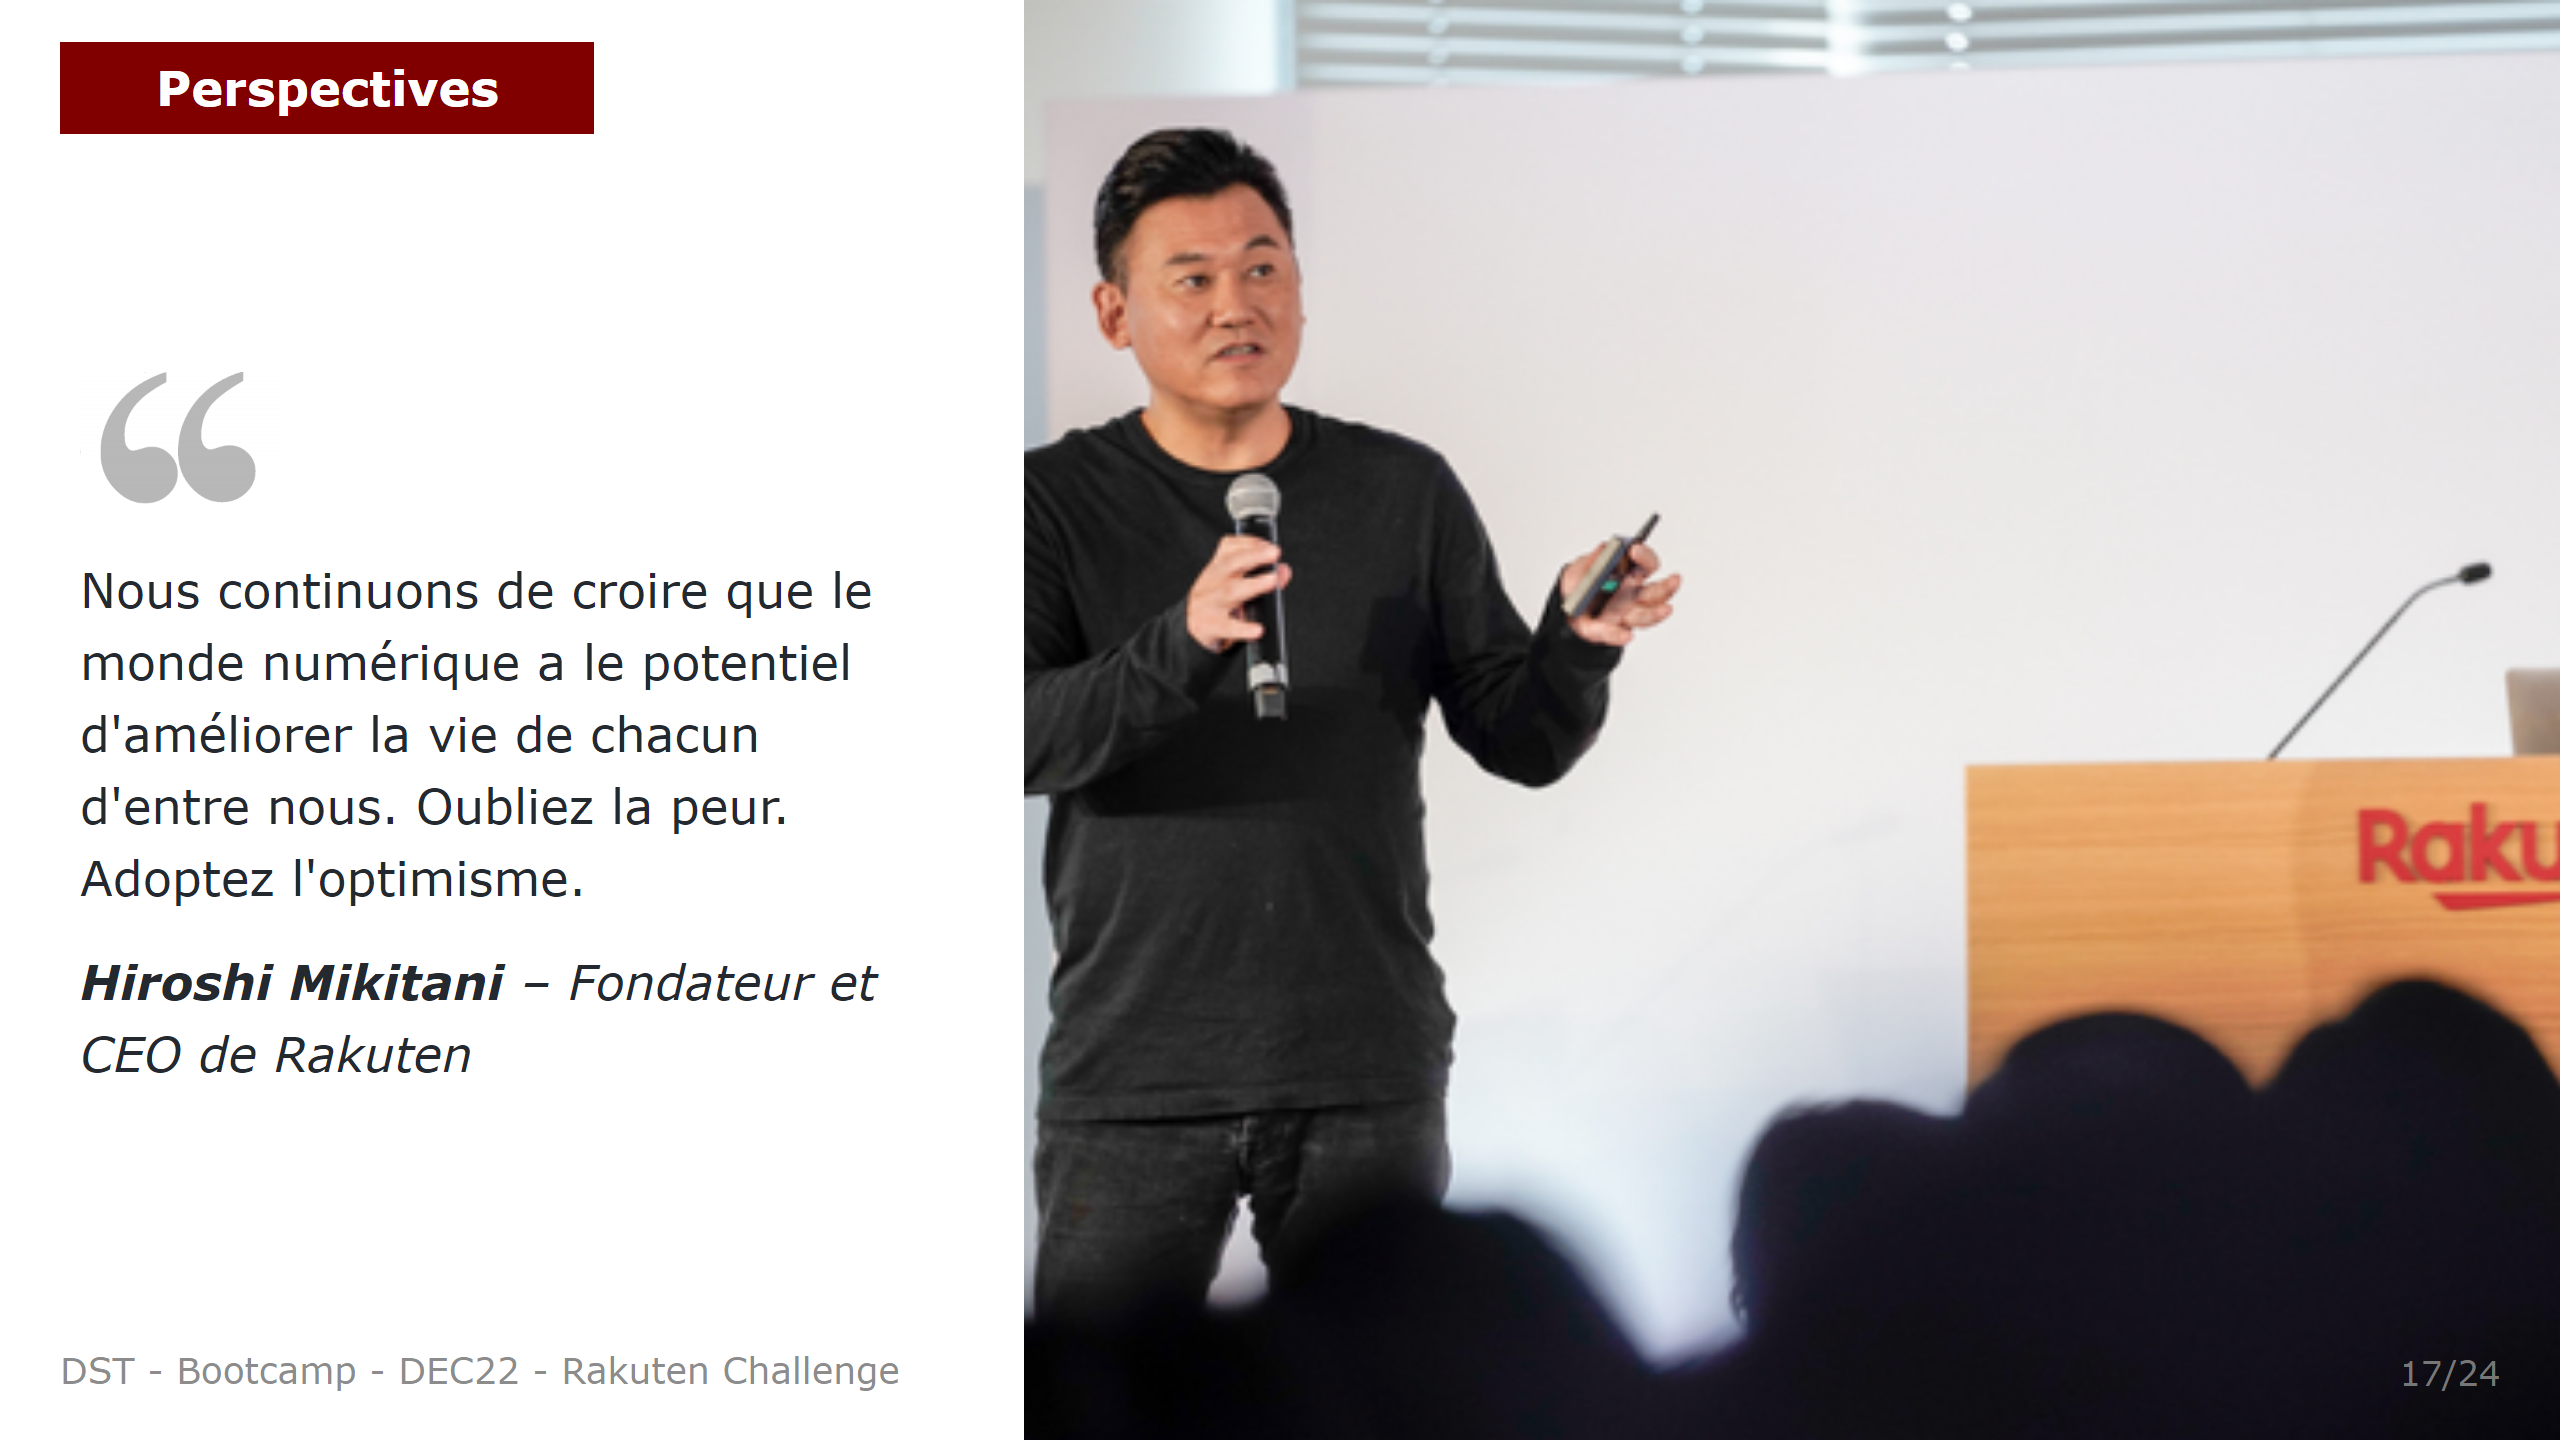 Perspectives
“
Nous continuons de croire que le
monde numérique a le potentiel
d'améliorer la vie de chacun
d'entre nous. Oubliez la peur.
Adoptez l'optimisme.
Hiroshi Mikitani – Fondateur et
CEO de Rakuten
Raku
DST - Bootcamp - DEC22 - Rakuten Challenge
17/24